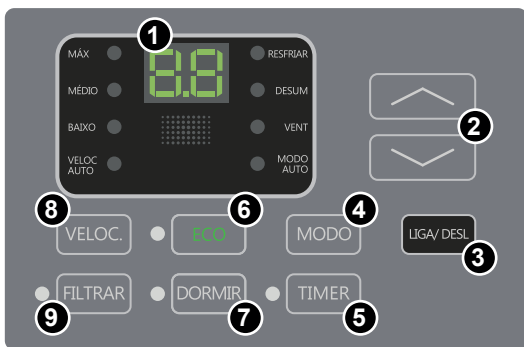 1
MÁX
8.8
RESFRIAR
MÉDIO
DESUM
BAIXO
VENT
VELOC
AUTO
MODO
AUTO
2
8
6
4
VELOC.
ECO
MODO
LIGA/ DESL
3
FILTRAR
DORMIR
TIMER
9
7
5